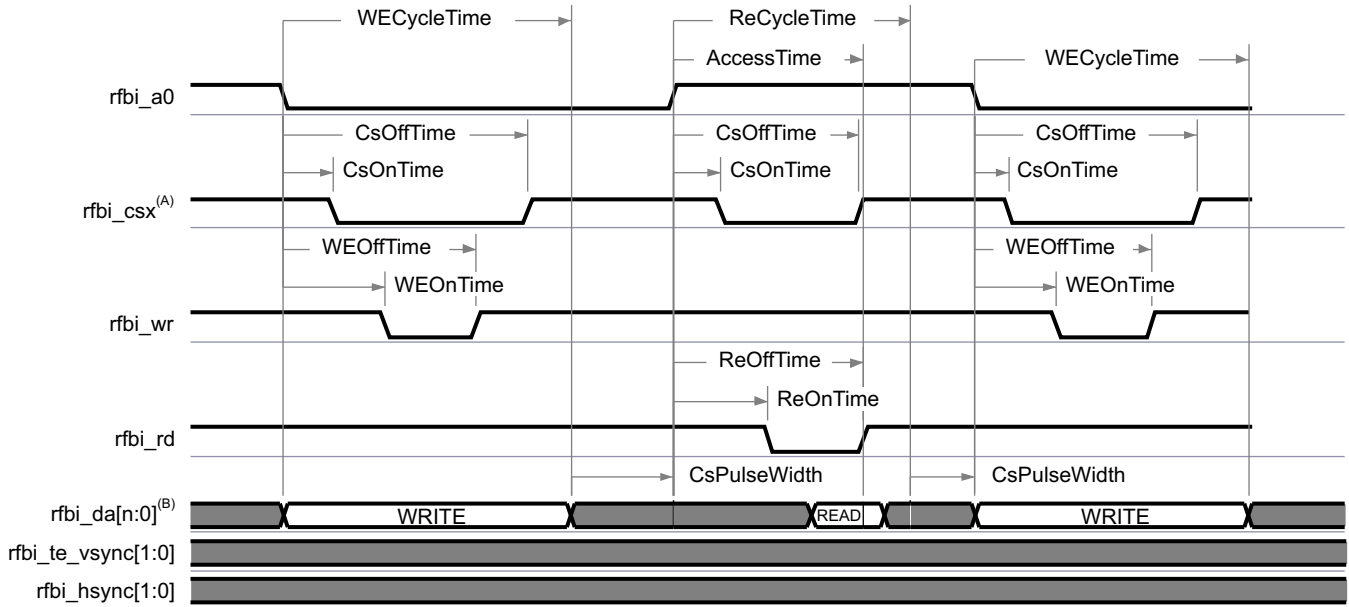 WECycleTime ReCycleTime
AccessTime WECycleTime
rfbi_a0
CsOffTime CsOffTime CsOffTime
CsOnTime CsOnTime CsOnTime
rfbi_csx(A)
WEOffTime WEOffTime
WEOnTime WEOnTime
rfbi_wr
ReOffTime
ReOnTime
rfbi_rd
CsPulseWidth CsPulseWidth
rfbi_da[n:0](B) WRITE READ WRITE
rfbi_te_vsync[1:0]
rfbi_hsync[1:0]